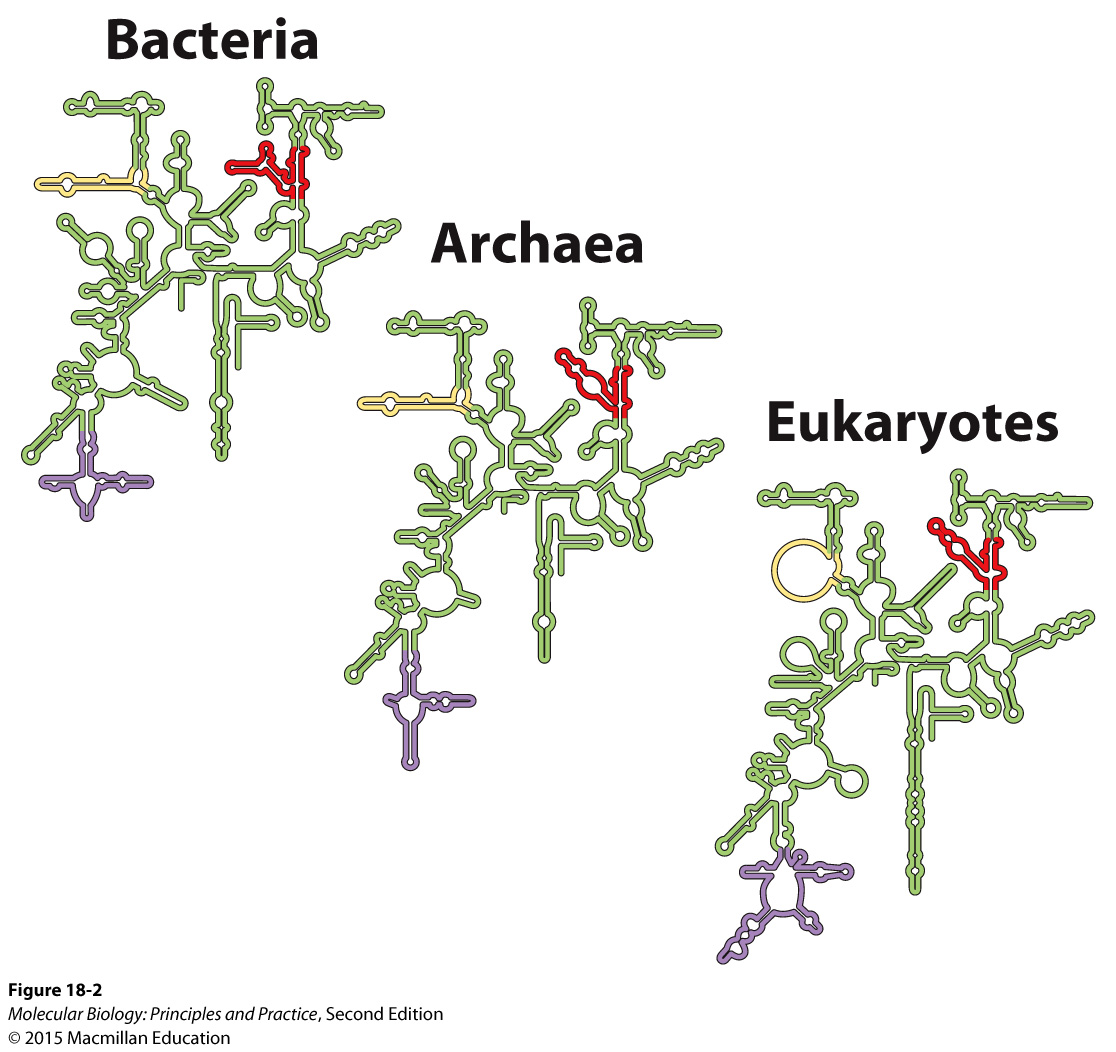 Bacteria
Archaea
Eukaryotes
Figure 18-2
Molecular Biology: Principles and Practice, Second Edition
© 2015 Macmillan Education